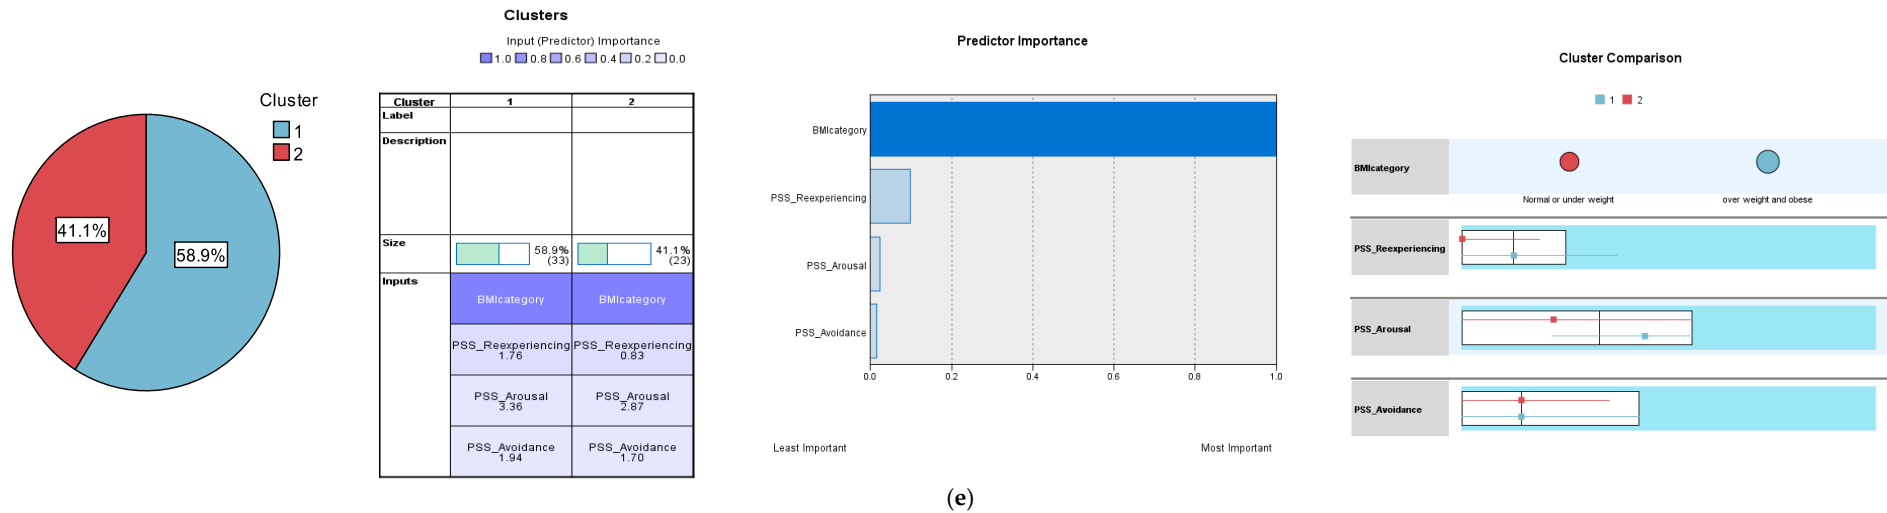 Cluster
1
2
41.1%
58.9%
Clusters
Input (Predictor) Importance
1.0 0.8 0.6 0.4 0.2 0.0
Cluster 1 2
Label
Description
Size 58.9% (33) 41.1% (23)
Inputs BMIcategory BMIcategory
PSS_Reexperiencing PSS_Reexperiencing
1.76 0.83
PSS_Arousal PSS_Arousal
3.36 2.87
PSS_Avoidance PSS_Avoidance
1.94 1.70
Predictor Importance
BMIcategory
PSS_Reexperiencing
PSS_Arousal
PSS_Avoidance
0.0 0.2 0.4 0.6 0.8 1.0
Least Important Most Important
Cluster Comparison
1 2
BMIcategory
Normal or under weight over weight and obese
PSS_Reexperiencing
PSS_Arousal
PSS_Avoidance
(e)